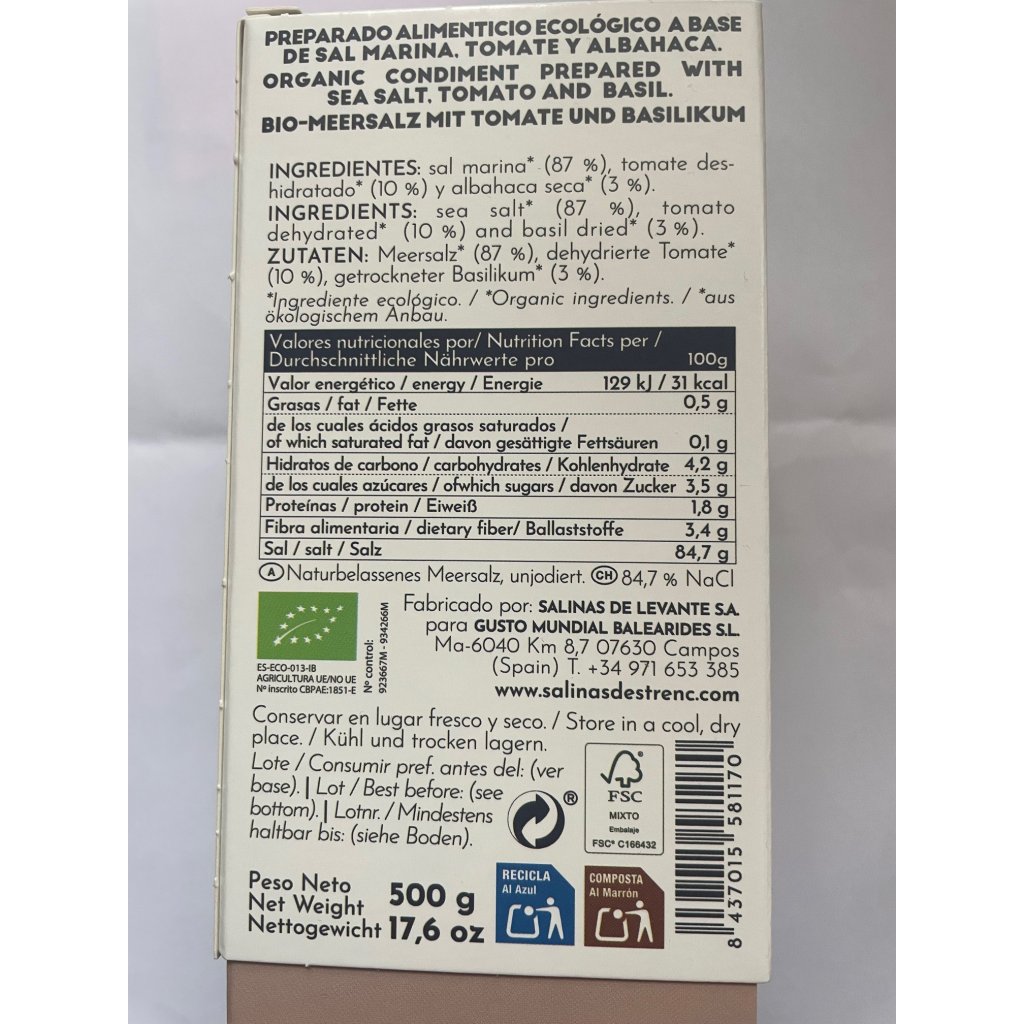 PREPARADO ALIMENTICIO ECOLÓGICO A BASE
DE SAL MARINA, TOMATE Y ALBAHACA.
ORGANIC CONDIMENT PREPARED WITH
SEA SALT, TOMATO AND BASIL.
BIO-MEERSALZ MIT TOMATE UND BASILIKUM
INGREDIENTES: sal marina* (87 %), tomate des-
hidratado* (10 %) y albahaca seca* (3 %).
INGREDIENTS: sea salt* (87 %), tomato
dehydrated* (10 %) and basil dried* (3 %).
ZUTATEN: Meersalz* (87 %), dehydrierte Tomate*
(10 %), getrockneter Basilikum* (3 %).
*Ingrediente ecológico. / *Organic ingredients. / *aus
ökologischem Anbau.
Valores nutricionales por/ Nutrition Facts per /
Durchschnittliche Nährwerte pro 100g
Valor energético / energy / Energie 129 kJ / 31 kcal
Grasas / fat / Fette 0,5 g
de los cuales ácidos grasos saturados /
of which saturated fat / davon gesättigte Fettsäuren 0,1 g
Hidratos de carbono / carbohydrates / Kohlenhydrate 4,2 g
de los cuales azúcares / ofwhich sugars / davon Zucker 3,5 g
Proteínas / protein / Eiweiß 1,8 g
Fibra alimentaria / dietary fiber/ Ballaststoffe 3,4 g
Sal / salt / Salz 84,7 g
A Naturbelassenes Meersalz, unjodiert. CH 84,7 % NaCl
ES-ECO-013-IB
AGRICULTURA UE/NO UE
Nº inscrito CBPAE:1851-E
Nº control:
923667M - 934266M
Fabricado por: SALINAS DE LEVANTE S.A.
para GUSTO MUNDIAL BALEARIDES S.L.
Ma-6040 Km 8,7 07630 Campos
(Spain) T. +34 971 653 385
www.salinasdestrenc.com
Conservar en lugar fresco y seco. / Store in a cool, dry
place. / Kühl und trocken lagern.
Lote / Consumir pref. antes del: (ver
base). | Lot / Best before: (see
bottom). | Lotnr. / Mindestens
haltbar bis: (siehe Boden).
®
FSC
MIXTO
Embalaje
FSC® C166432
Peso Neto
Net Weight
Nettogewicht
500 g
17,6 oz
RECICLA
Al Azul
COMPOSTA
Al Marrón
8 437015 581170